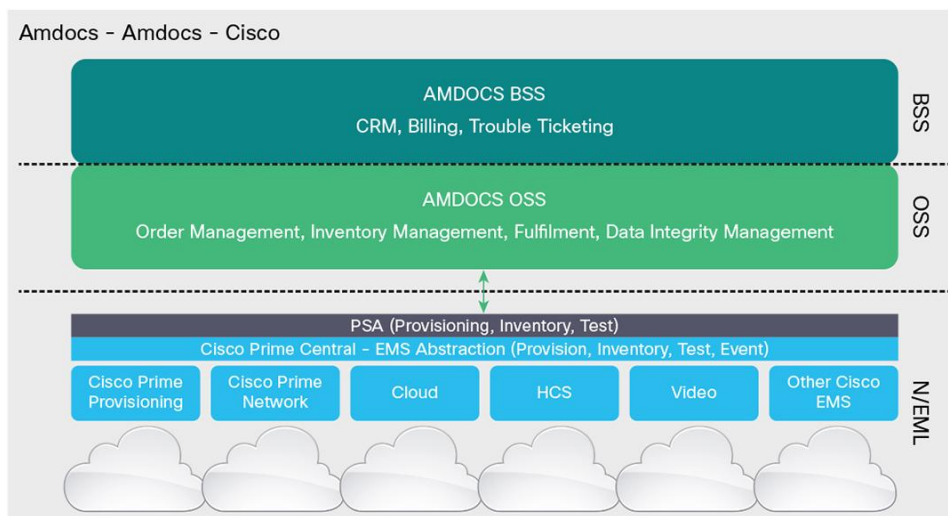 Amdocs - Amdocs - Cisco
AMDOCS BSS
CRM, Billing, Trouble Ticketing
BSS
AMDOCS OSS
Order Management, Inventory Management, Fulfilment, Data Integrity Management
OSS
PSA (Provisioning, Inventory, Test)
Cisco Prime Central – EMS Abstraction (Provision, Inventory, Test, Event)
Cisco Prime
Provisioning
Cisco Prime
Network
Cloud
HCS
Video
Other Cisco
EMS
N/EML